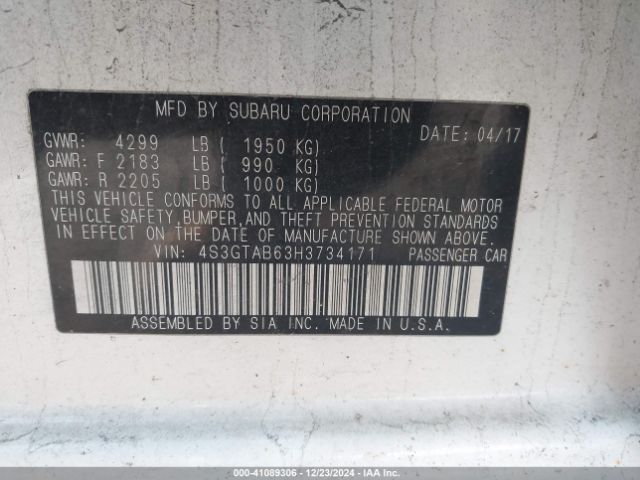 MFD BY SUBARU CORPORATION
DATE: 04/17
GVWR: 4299 LB ( 1950 KG)
GAWR: F 2183 LB ( 990 KG)
GAWR: R 2205 LB ( 1000 KG)
THIS VEHICLE CONFORMS TO ALL APPLICABLE FEDERAL MOTOR
VEHICLE SAFETY, BUMPER, AND THEFT PREVENTION STANDARDS
IN EFFECT ON THE DATE OF MANUFACTURE SHOWN ABOVE.
VIN: 4S3GTAB63H3734171 PASSENGER CAR
ASSEMBLED BY SIA INC. MADE IN U.S.A.
000-41089306 - 12/23/2024 - IAA Inc.